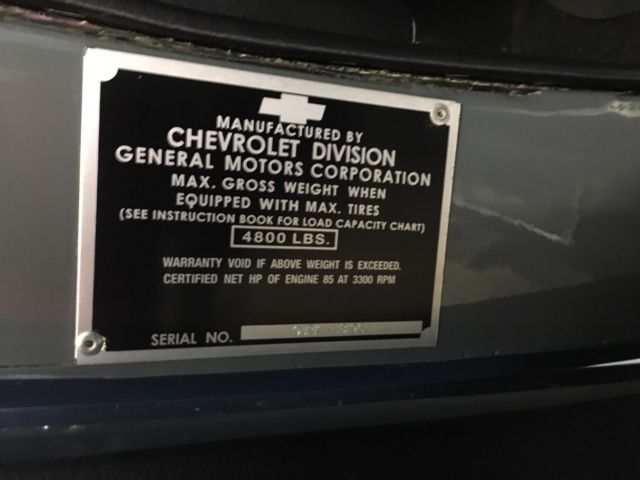 MANUFACTURED BY
CHEVROLET DIVISION
GENERAL MOTORS CORPORATION
MAX. GROSS WEIGHT WHEN
EQUIPPED WITH MAX. TIRES
(SEE INSTRUCTION BOOK FOR LOAD CAPACITY CHART)
4800 LBS.
WARRANTY VOID IF ABOVE WEIGHT IS EXCEEDED.
CERTIFIED NET HP OF ENGINE 85 AT 3300 RPM
SERIAL NO.